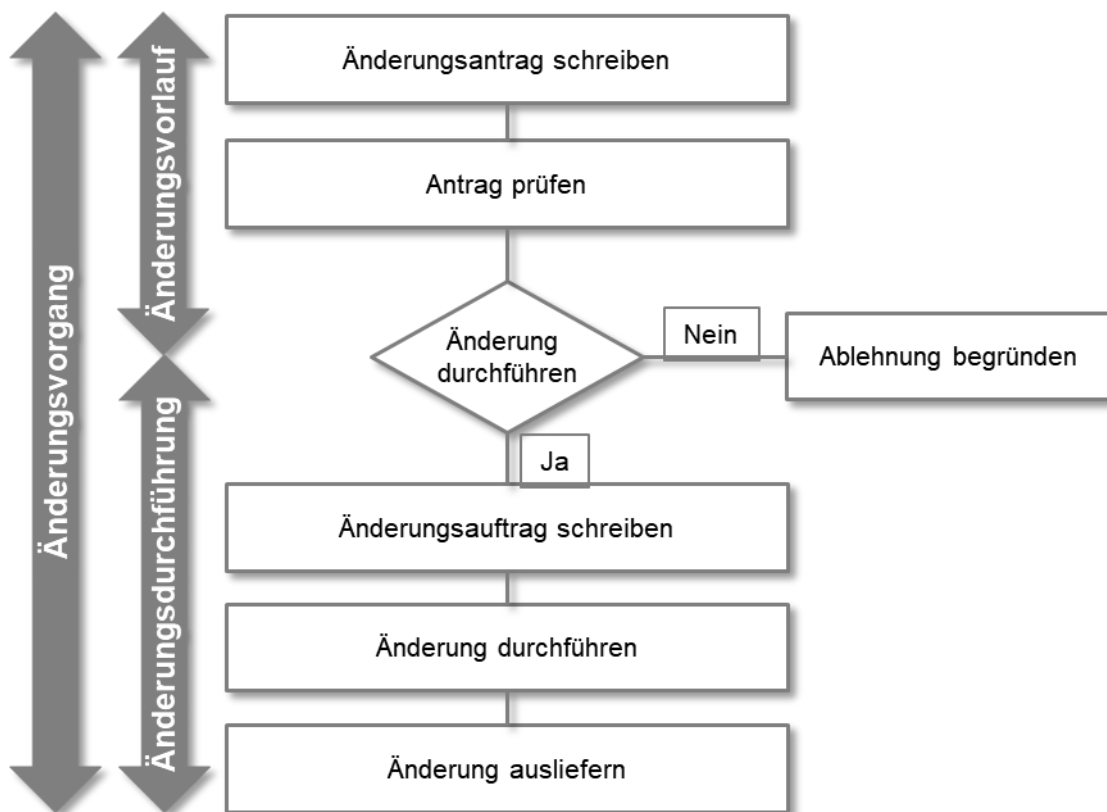 Änderungsvorgang
Änderungsvorlauf
Änderungsdurchführung
Änderungsantrag schreiben
Antrag prüfen
Änderung
durchführen
Nein
Ablehnung begründen
Ja
Änderungsauftrag schreiben
Änderung durchführen
Änderung ausliefern